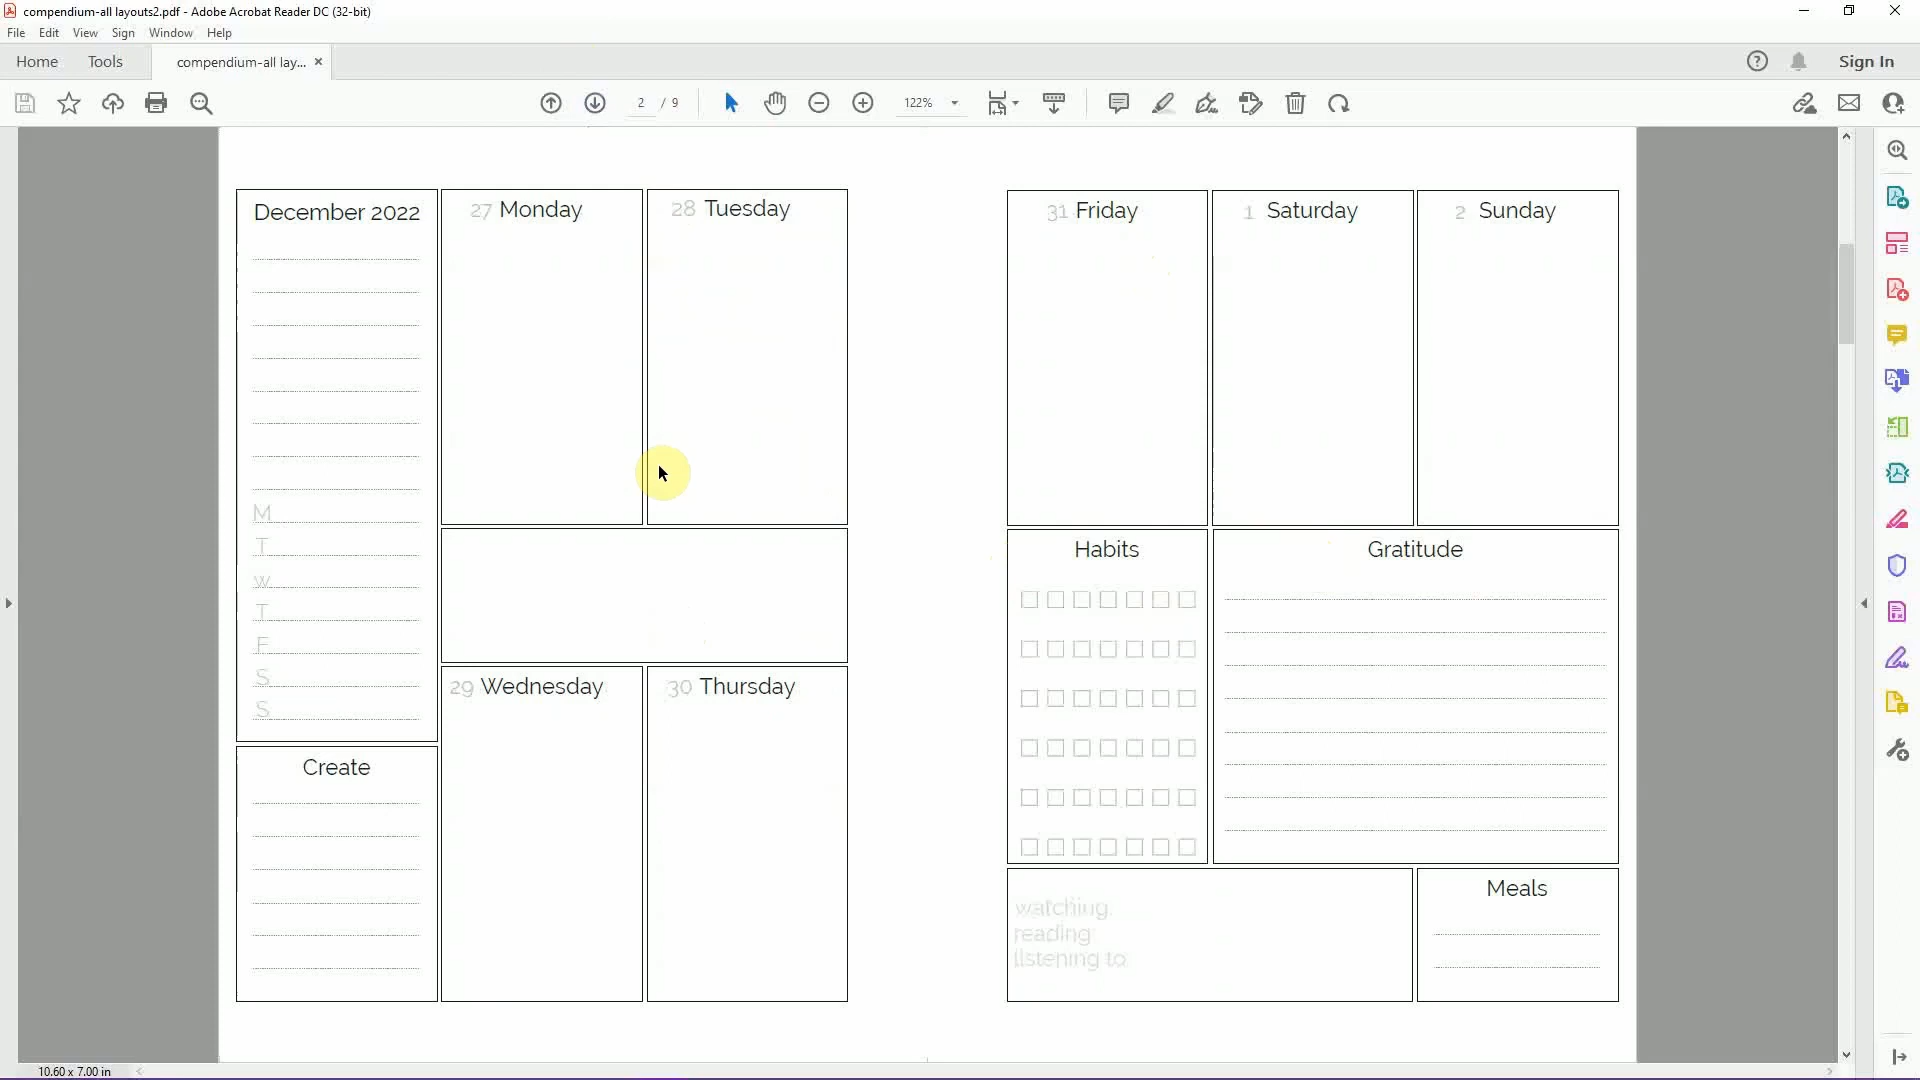 compendium-all layouts2.pdf - Adobe Acrobat Reader DC (32-bit)
File Edit View Sign Window Help
Home Tools compendium-all lay... Sign In
2 / 9 122%
December 2022
M
T
W
T
F
S
S
Create
27 Monday
28 Tuesday
29 Wednesday
30 Thursday
31 Friday
1 Saturday
2 Sunday
Habits
Gratitude
watching
reading
listening to
Meals
10.60 x 7.00 in